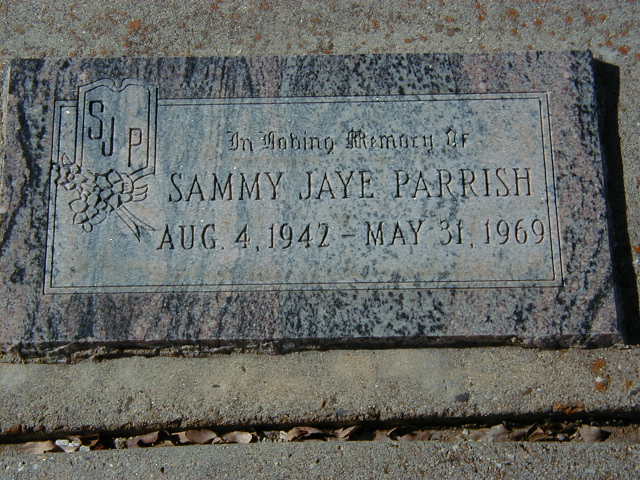 SJP
In Loving Memory Of
SAMMY JAYE PARRISH
AUG. 4, 1942 - MAY 31, 1969